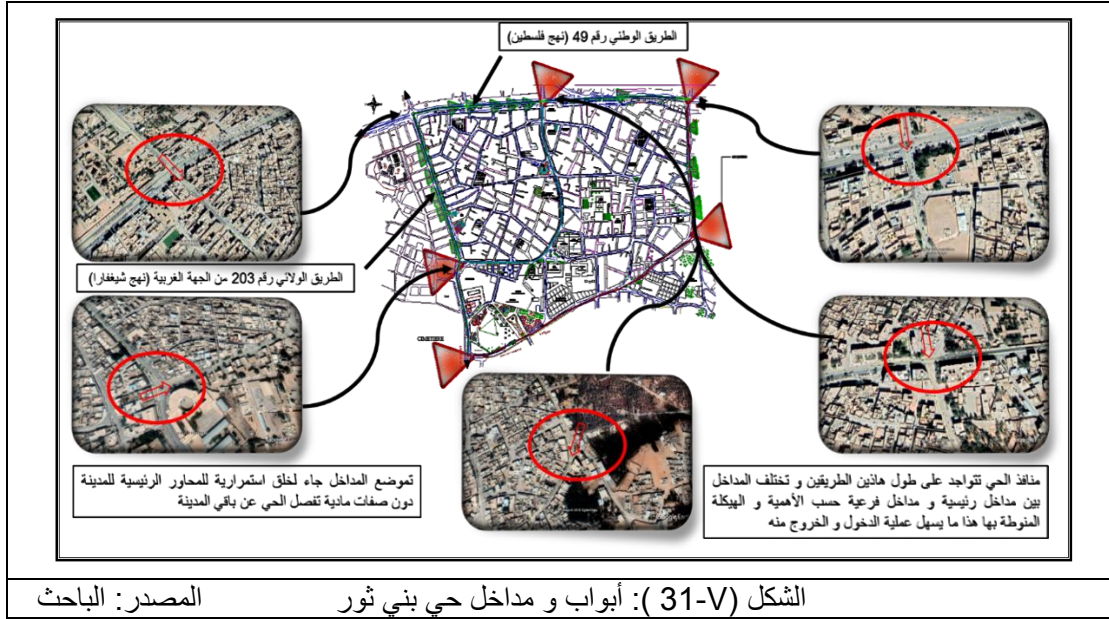 الطريق الوطني رقم 49 (نهج فلسطين)
الطريق الولائي رقم 203 من الجهة الغربية (نهج شيغفارا)
CEMETIERE
تموضع المداخل جاء لخلق استمرارية للمحاور الرئيسية للمدينة
دون صفات مادية تفصل الحي عن باقي المدينة
منافذ الحي تتواجد على طول هاذين الطريقين و تختلف المداخل
بين مداخل رئيسية و مداخل فرعية حسب الأهمية و الهيكلة
المنوطة بها هذا ما يسهل عملية الدخول و الخروج منه
الشكل (31-V ): أبواب و مداخل حي بني ثور المصدر: الباحث